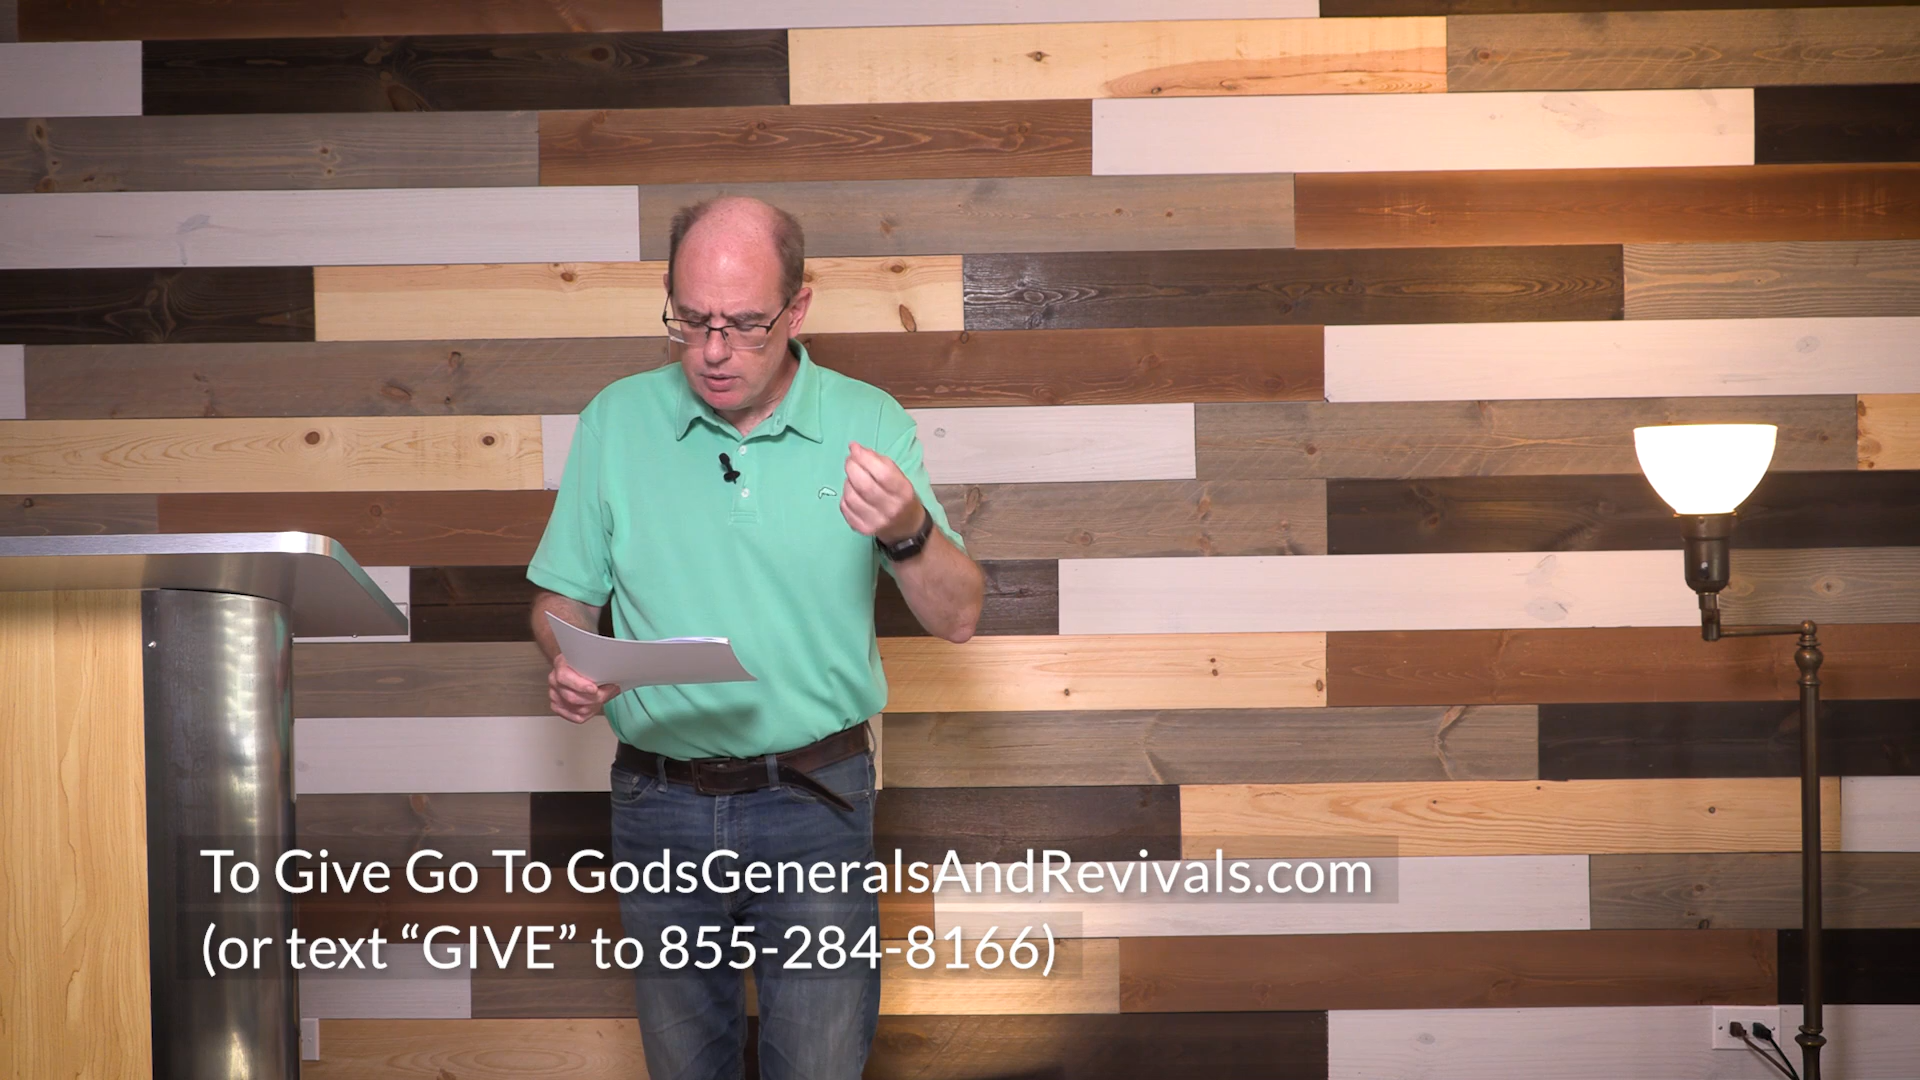 To Give Go To GodsGeneralsAndRevivals.com
(or text “GIVE” to 855-284-8166)